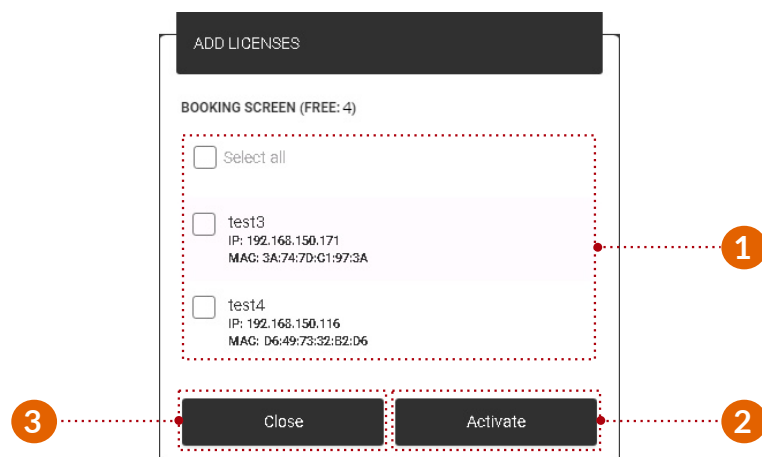 ADD LICENSES
BOOKING SCREEN (FREE: 4)
Select all
test3
IP: 192.168.150.171
MAC: 3A:74:7D:C1:97:3A
1
test4
IP: 192.168.150.116
MAC: D6:49:73:32:B2:D6
3
Close
Activate
2